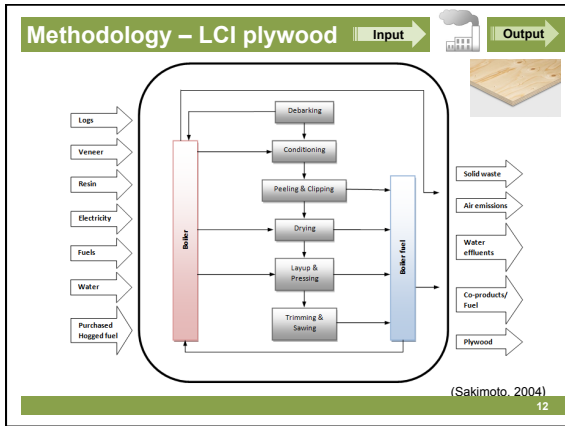 Methodology – LCI plywood
Input
Output
Logs
Veneer
Resin
Electricity
Fuels
Water
Purchased
Hogged fuel
Boiler
Debarking
Conditioning
Peeling & Clipping
Drying
Layup &
Pressing
Trimming &
Sawing
Boiler fuel
Solid waste
Air emissions
Water
effluents
Co-products/
Fuel
Plywood
(Sakimoto, 2004)
12